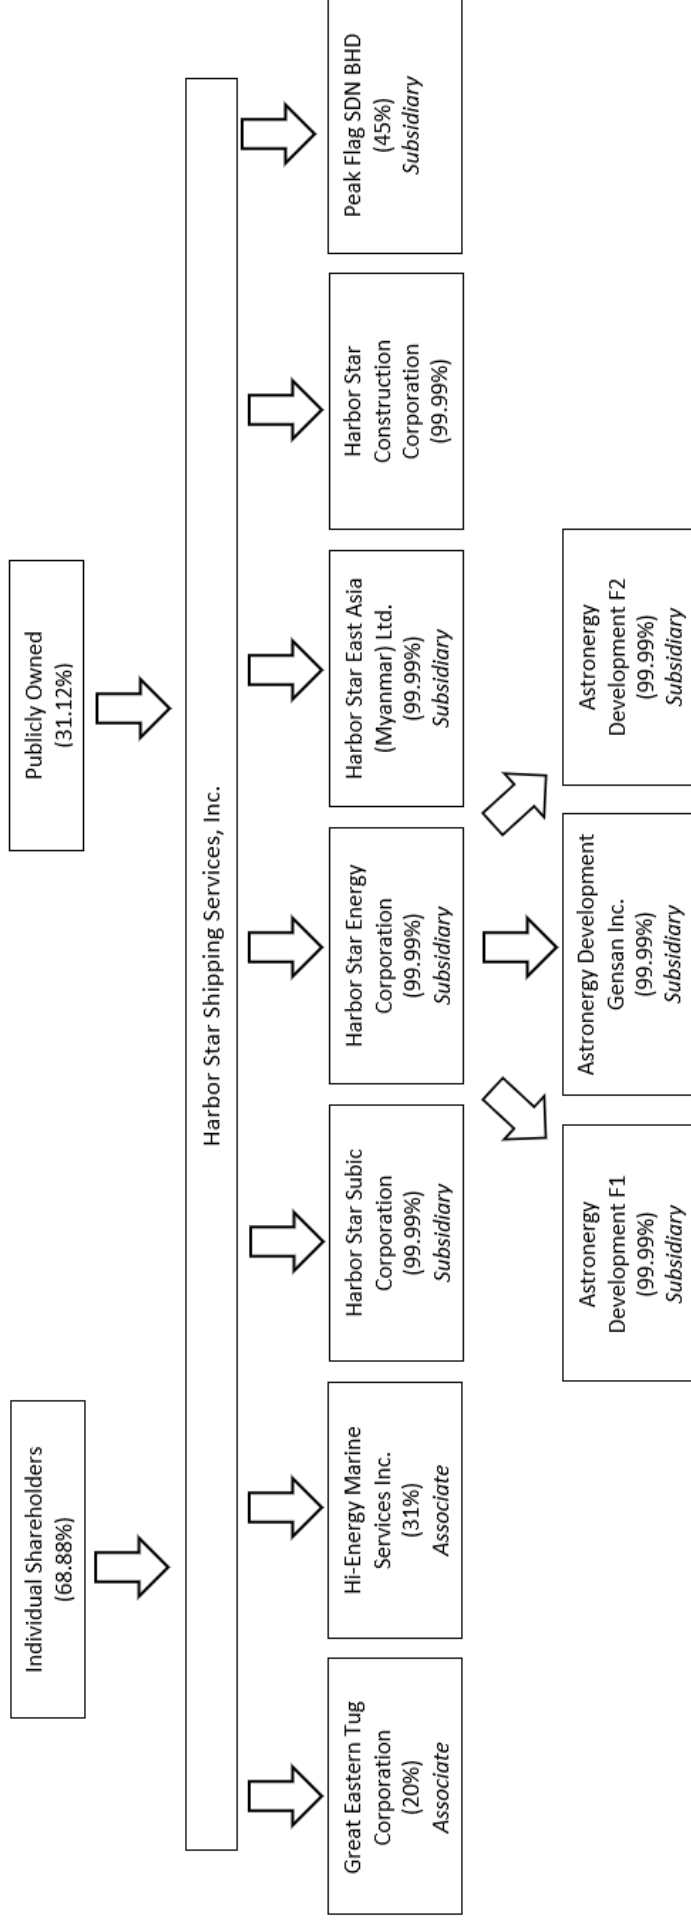 Individual Shareholders
(68.88%)
Publicly Owned
(31.12%)
Harbor Star Shipping Services, Inc.
Great Eastern Tug
Corporation
(20%)
Associate
Hi-Energy Marine
Services Inc.
(31%)
Associate
Harbor Star Subic
Corporation
(99.99%)
Subsidiary
Harbor Star Energy
Corporation
(99.99%)
Subsidiary
Harbor Star East Asia
(Myanmar) Ltd.
(99.99%)
Subsidiary
Harbor Star
Construction
Corporation
(99.99%)
Peak Flag SDN BHD
(45%)
Subsidiary
Astronergy
Development F1
(99.99%)
Subsidiary
Astronergy Development
Gensan Inc.
(99.99%)
Subsidiary
Astronergy
Development F2
(99.99%)
Subsidiary